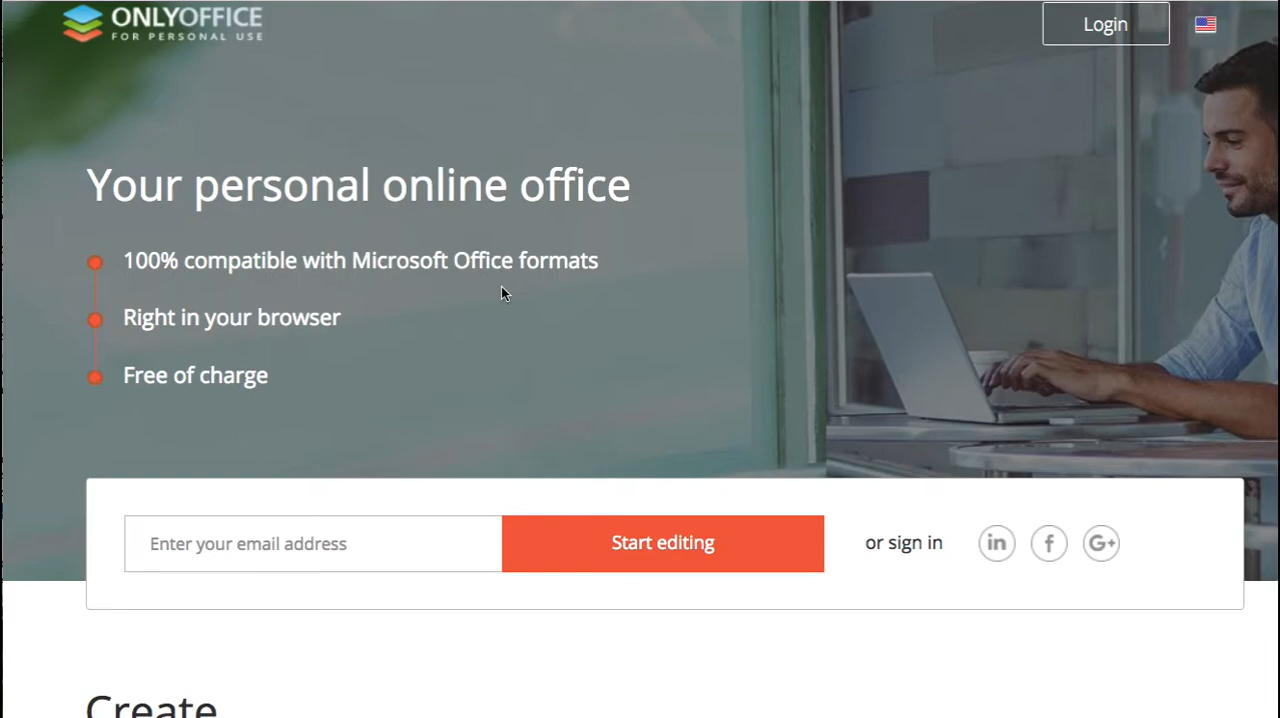 ONLYOFFICE
FOR PERSONAL USE
Login
Your personal online office
100% compatible with Microsoft Office formats
Right in your browser
Free of charge
Enter your email address
Start editing
or sign in
in
f
G+
Create